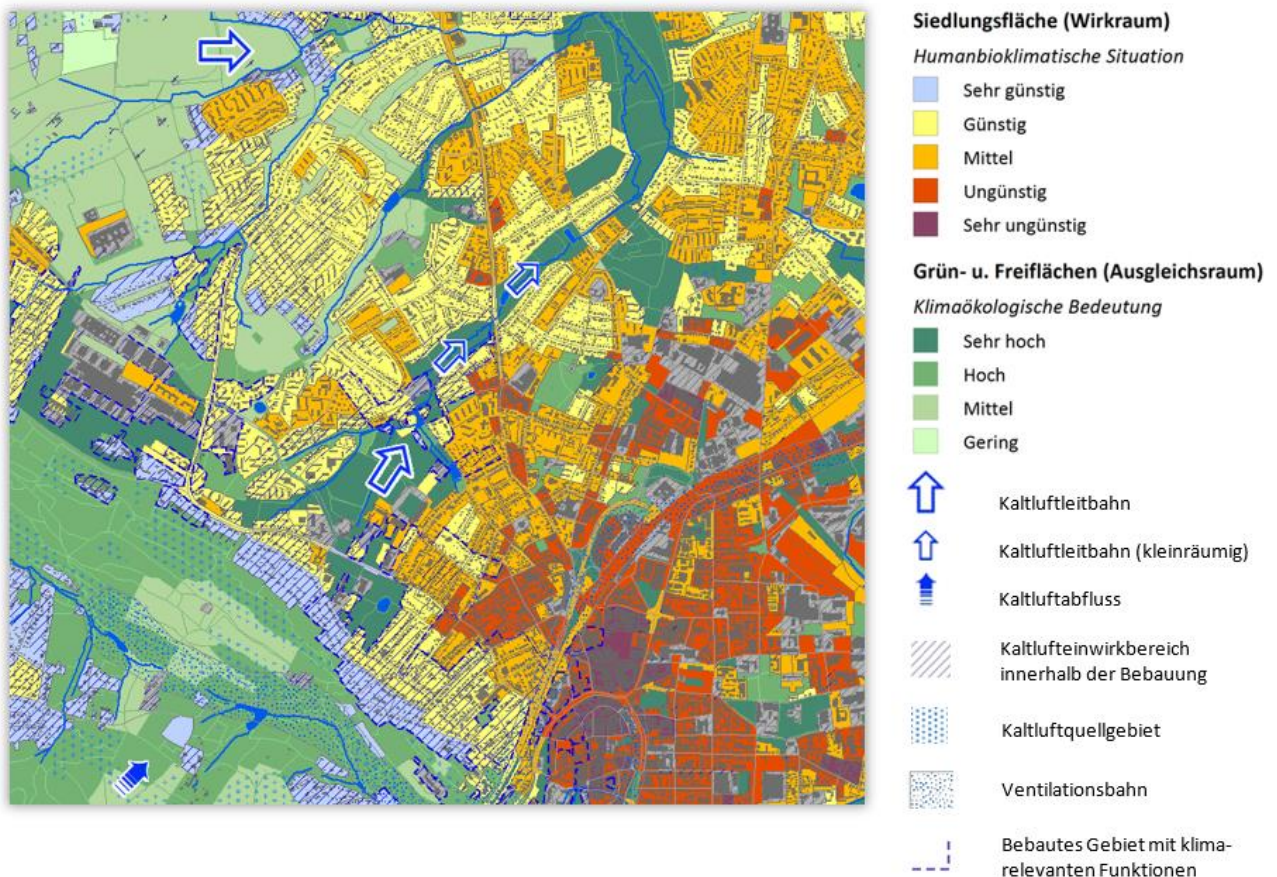 Siedlungsfläche (Wirkraum)
Humanbioklimatische Situation
Sehr günstig
Günstig
Mittel
Ungünstig
Sehr ungünstig
Grün- u. Freiflächen (Ausgleichsraum)
Klimaökologische Bedeutung
Sehr hoch
Hoch
Mittel
Gering
Kaltluftleitbahn
Kaltluftleitbahn (kleinräumig)
Kaltluftabfluss
Kaltlufteinwirkbereich
innerhalb der Bebauung
Kaltluftquellgebiet
Ventilationsbahn
Bebautes Gebiet mit klima-
relevanten Funktionen